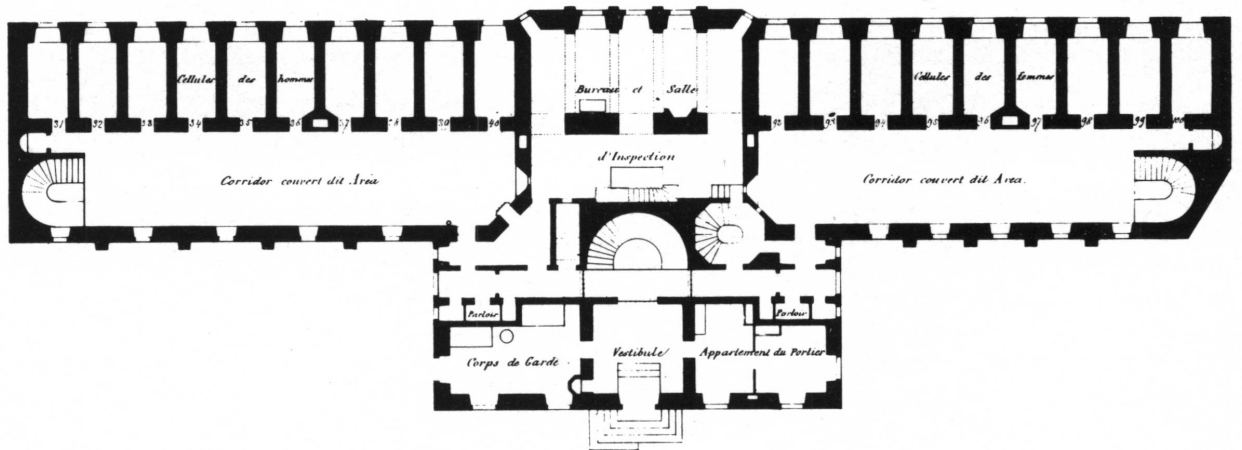 Cellules des hommes
Bureau et Salle
Cellules des femmes
31 32 33 34 35 36 37 38 39 40
92 93 94 95 96 97 98 99 100
d'Inspection
Corridor couvert dit Aréa
Corridor couvert dit Area.
Parloir
Parloir
Corps de Garde
Vestibule
Appartement du Portier